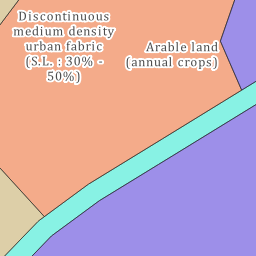 Discontinuous
medium density
urban fabric
(S.L. : 30% -
50%)
Arable land
(annual crops)